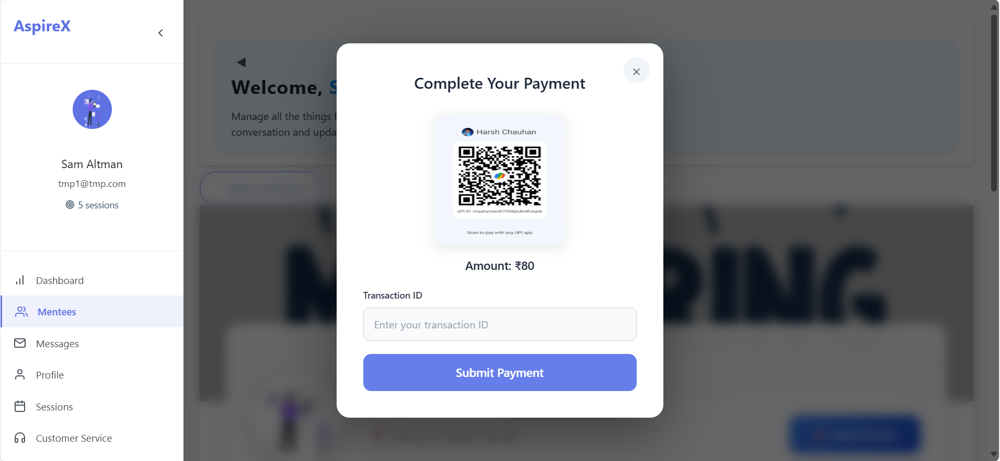 AspireX
Sam Altman
tmp1@tmp.com
5 sessions
Dashboard
Mentees
Messages
Profile
Sessions
Customer Service
Welcome,
Manage all the things
conversation and upda
Complete Your Payment
Harsh Chauhan
UPI ID: chauhanharsh7534@okhdfcbank
Scan to pay with any UPI app
Amount: ₹80
Transaction ID
Enter your transaction ID
Submit Payment